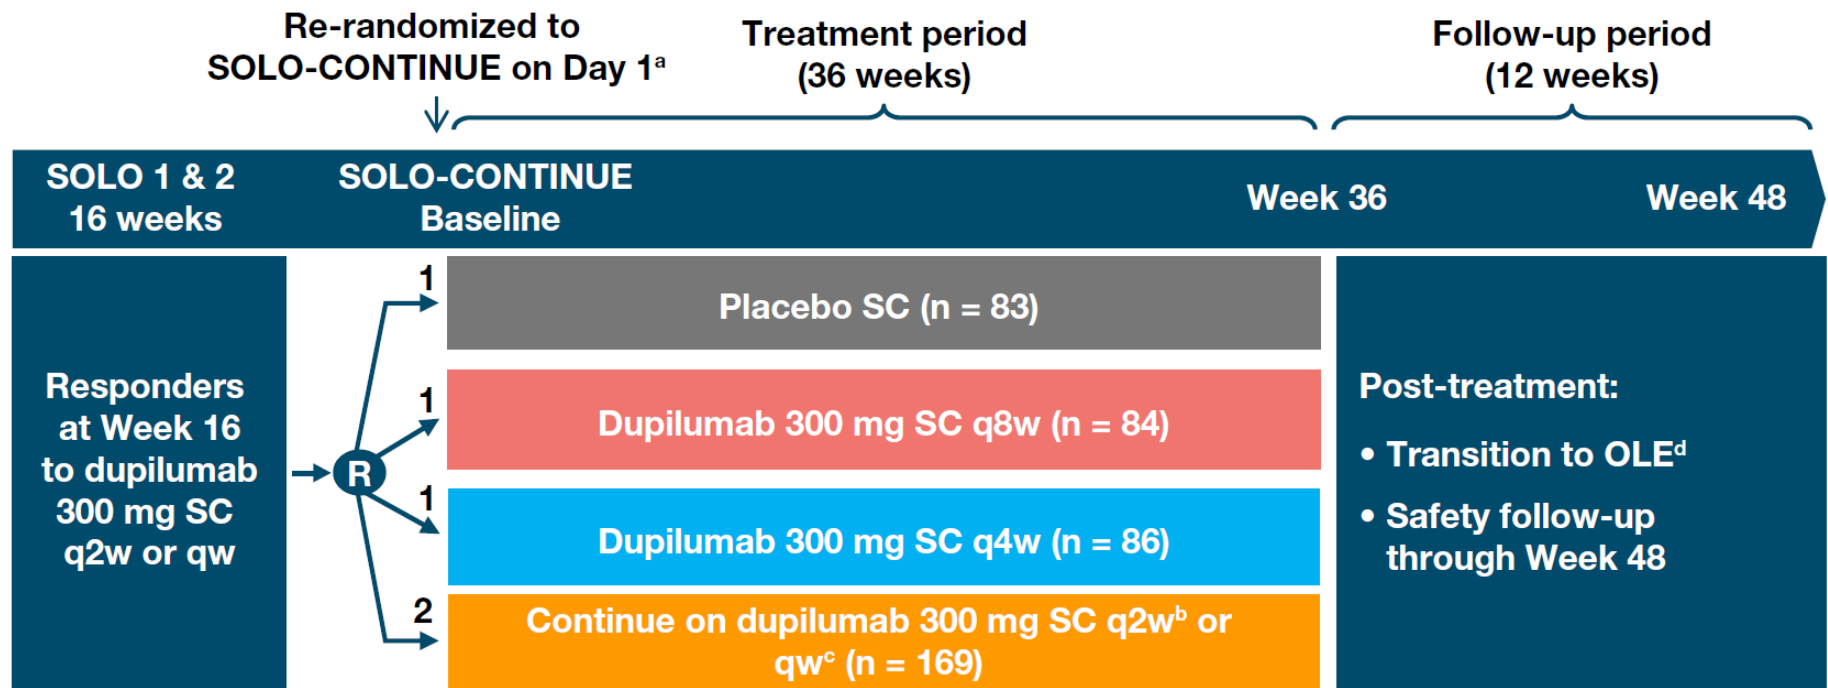 Re-randomized to
SOLO-CONTINUE on Day 1ᵃ
Treatment period
(36 weeks)
Follow-up period
(12 weeks)
SOLO 1 & 2
16 weeks
SOLO-CONTINUE
Baseline
Week 36
Week 48
Responders
at Week 16
to dupilumab
300 mg SC
q2w or qw
R
1
Placebo SC (n = 83)
1
Dupilumab 300 mg SC q8w (n = 84)
1
Dupilumab 300 mg SC q4w (n = 86)
2
Continue on dupilumab 300 mg SC q2wᵇ or
qwᶜ (n = 169)
Post-treatment:
• Transition to OLEᵈ
• Safety follow-up
through Week 48